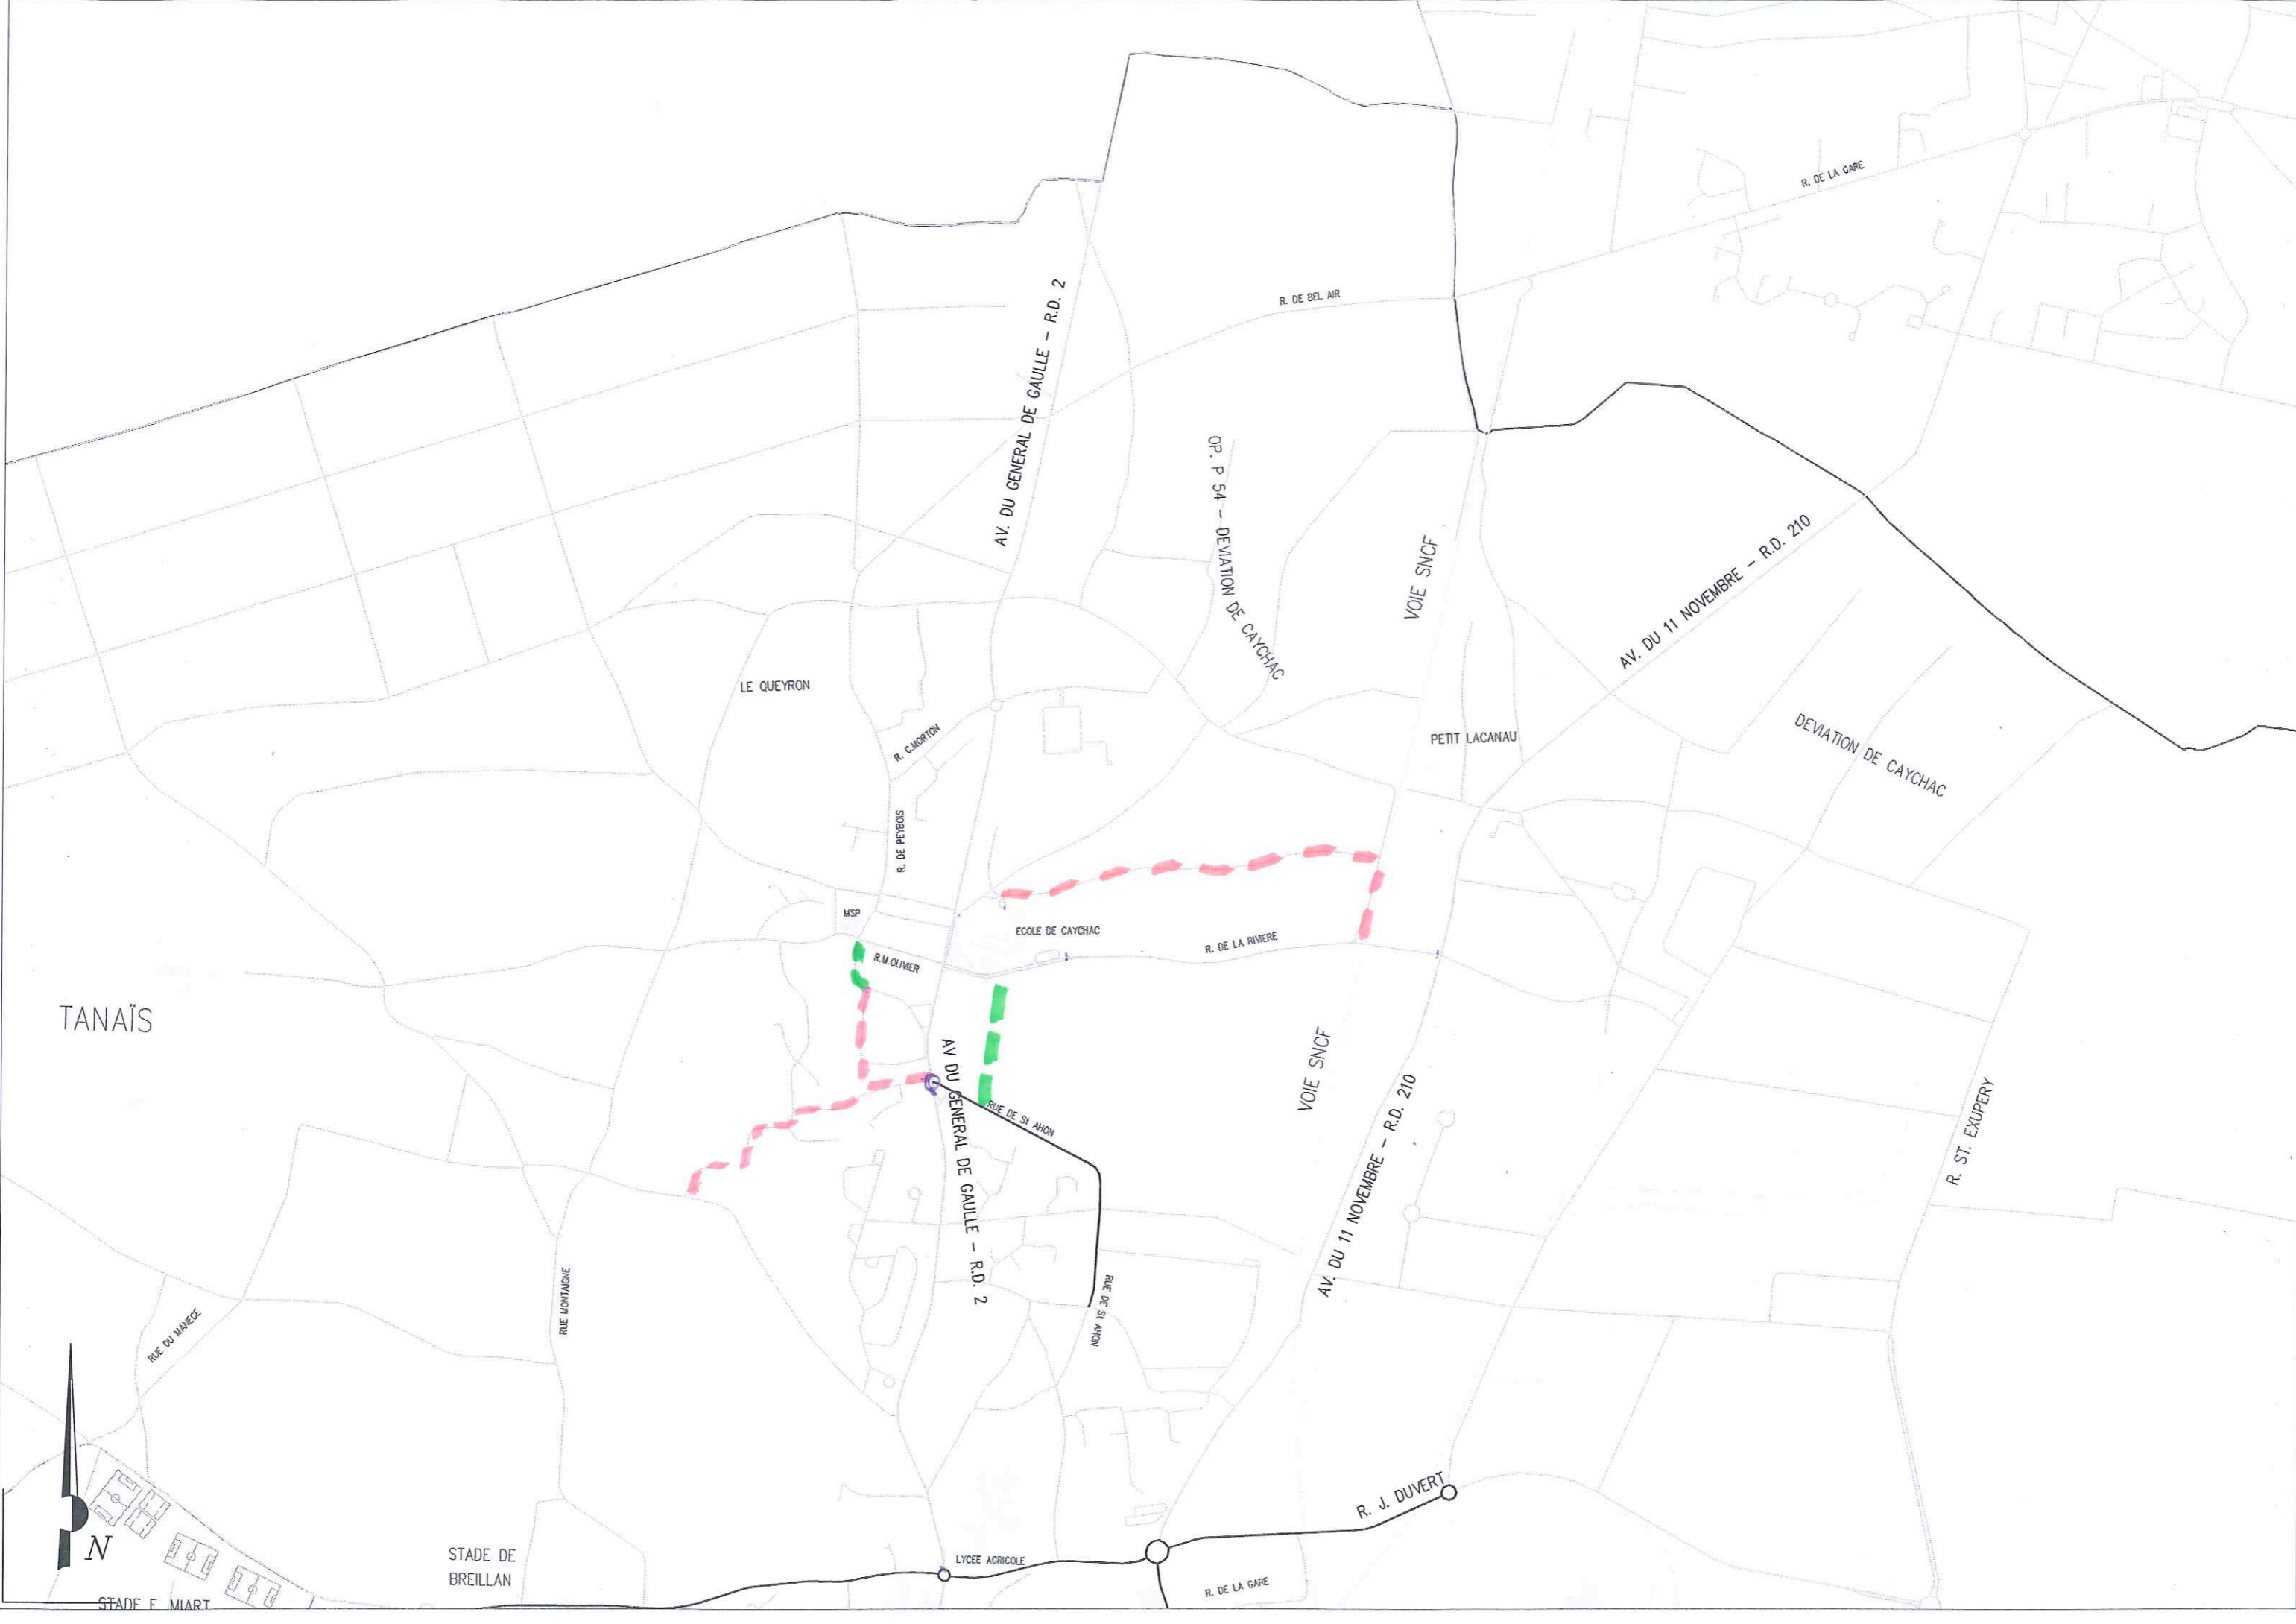 R. DE LA GARE
R. DE BEL AIR
AV. DU GENERAL DE GAULLE - R.D. 2
OP. P 54 - DEVIATION DE CAYCHAC
VOIE SNCF
AV. DU 11 NOVEMBRE - R.D. 210
LE QUEYRON
R. C.MORTON
PETIT LACANAU
DEVIATION DE CAYCHAC
R. DE PEYBOIS
MSP
ECOLE DE CAYCHAC
R. DE LA RIVIERE
R.M.OLIVIER
TANAÏS
AV DU GENERAL DE GAULLE - R.D. 2
RUE DE St AHON
VOIE SNCF
AV. DU 11 NOVEMBRE - R.D. 210
R. ST. EXUPERY
RUE MONTAIGNE
RUE DE St AHON
RUE DU MANEGE
R. J. DUVERT
N
STADE DE
BREILLAN
LYCEE AGRICOLE
R. DE LA GARE
STADE F. MIART